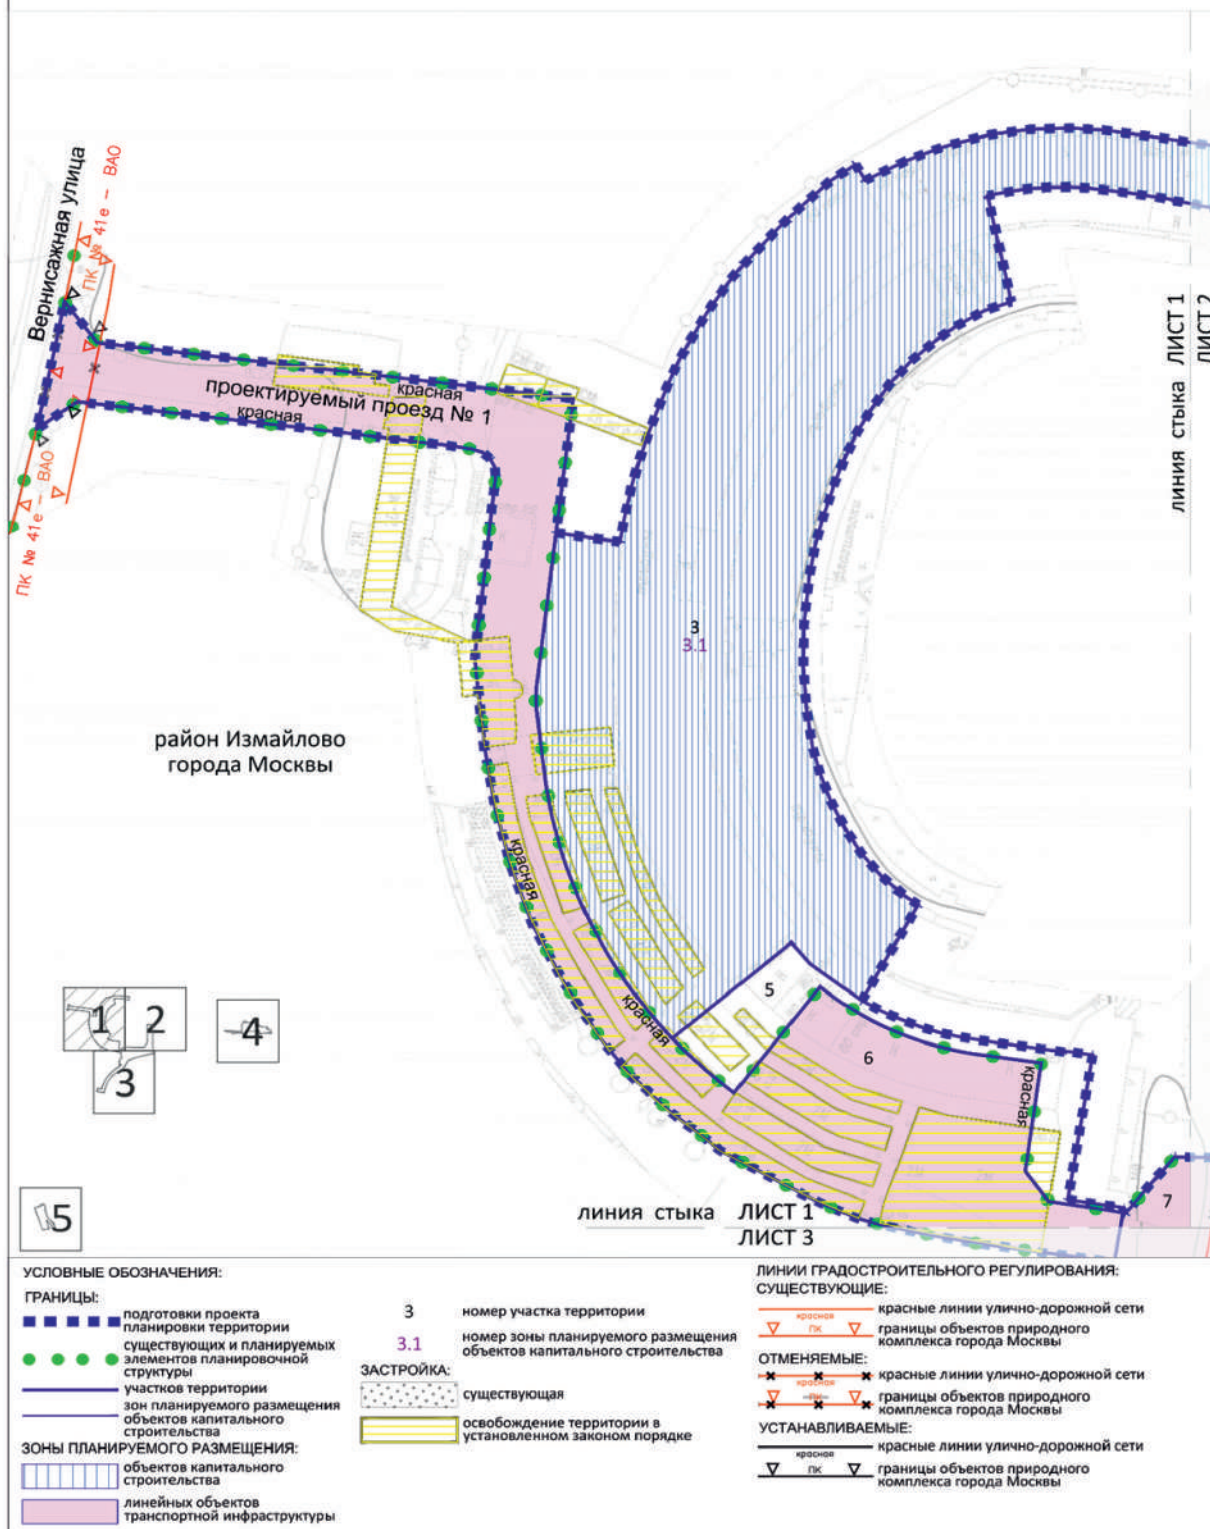 Вернисажная улица
ПК № 41е – ВАО
проектируемый проезд № 1
красная
красная
ПК № 41е – ВАО
линия стыка ЛИСТ 1
ЛИСТ 2
3
3.1
район Измайлово
города Москвы
красная
красная
5
6
красная
7
1
2
3
4
5
линия стыка ЛИСТ 1
ЛИСТ 3
УСЛОВНЫЕ ОБОЗНАЧЕНИЯ:
ГРАНИЦЫ:
подготовки проекта
планировки территории
существующих и планируемых
элементов планировочной
структуры
участков территории
зон планируемого размещения
объектов капитального
строительства
ЗОНЫ ПЛАНИРУЕМОГО РАЗМЕЩЕНИЯ:
объектов капитального
строительства
линейных объектов
транспортной инфраструктуры
3 номер участка территории
3.1 номер зоны планируемого размещения
объектов капитального строительства
ЗАСТРОЙКА:
существующая
освобождение территории в
установленном законом порядке
ЛИНИИ ГРАДОСТРОИТЕЛЬНОГО РЕГУЛИРОВАНИЯ:
СУЩЕСТВУЮЩИЕ:
красная красные линии улично-дорожной сети
ПК границы объектов природного
комплекса города Москвы
ОТМЕНЯЕМЫЕ:
красная красные линии улично-дорожной сети
ПК границы объектов природного
комплекса города Москвы
УСТАНАВЛИВАЕМЫЕ:
красная красные линии улично-дорожной сети
ПК границы объектов природного
комплекса города Москвы